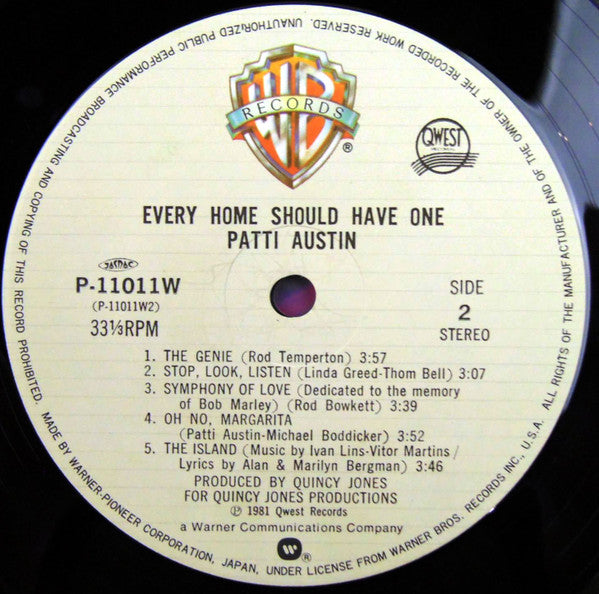 UNAUTHORIZED PUBLIC PERFORMANCE BROADCASTING AND COPYING OF THIS RECORD PROHIBITED. MADE BY WARNER-PIONEER CORPORATION, JAPAN, UNDER LICENSE FROM WARNER BROS. RECORDS INC., U.S.A. ALL RIGHTS OF THE MANUFACTURER AND OF THE OWNER OF THE RECORDED WORK RESERVED.
WB
RECORDS
®
QWEST
RECORDS
EVERY HOME SHOULD HAVE ONE
PATTI AUSTIN
JASRAC
P-11011W
(P-11011W2)
33⅓RPM
SIDE
2
STEREO
1. THE GENIE (Rod Temperton) 3:57
2. STOP, LOOK, LISTEN (Linda Greed-Thom Bell) 3:07
3. SYMPHONY OF LOVE (Dedicated to the memory
of Bob Marley) (Rod Bowkett) 3:39
4. OH NO, MARGARITA
(Patti Austin-Michael Boddicker) 3:52
5. THE ISLAND (Music by Ivan Lins-Vitor Martins/
Lyrics by Alan & Marilyn Bergman) 3:46
PRODUCED BY QUINCY JONES
FOR QUINCY JONES PRODUCTIONS
℗ 1981 Qwest Records
a Warner Communications Company
®